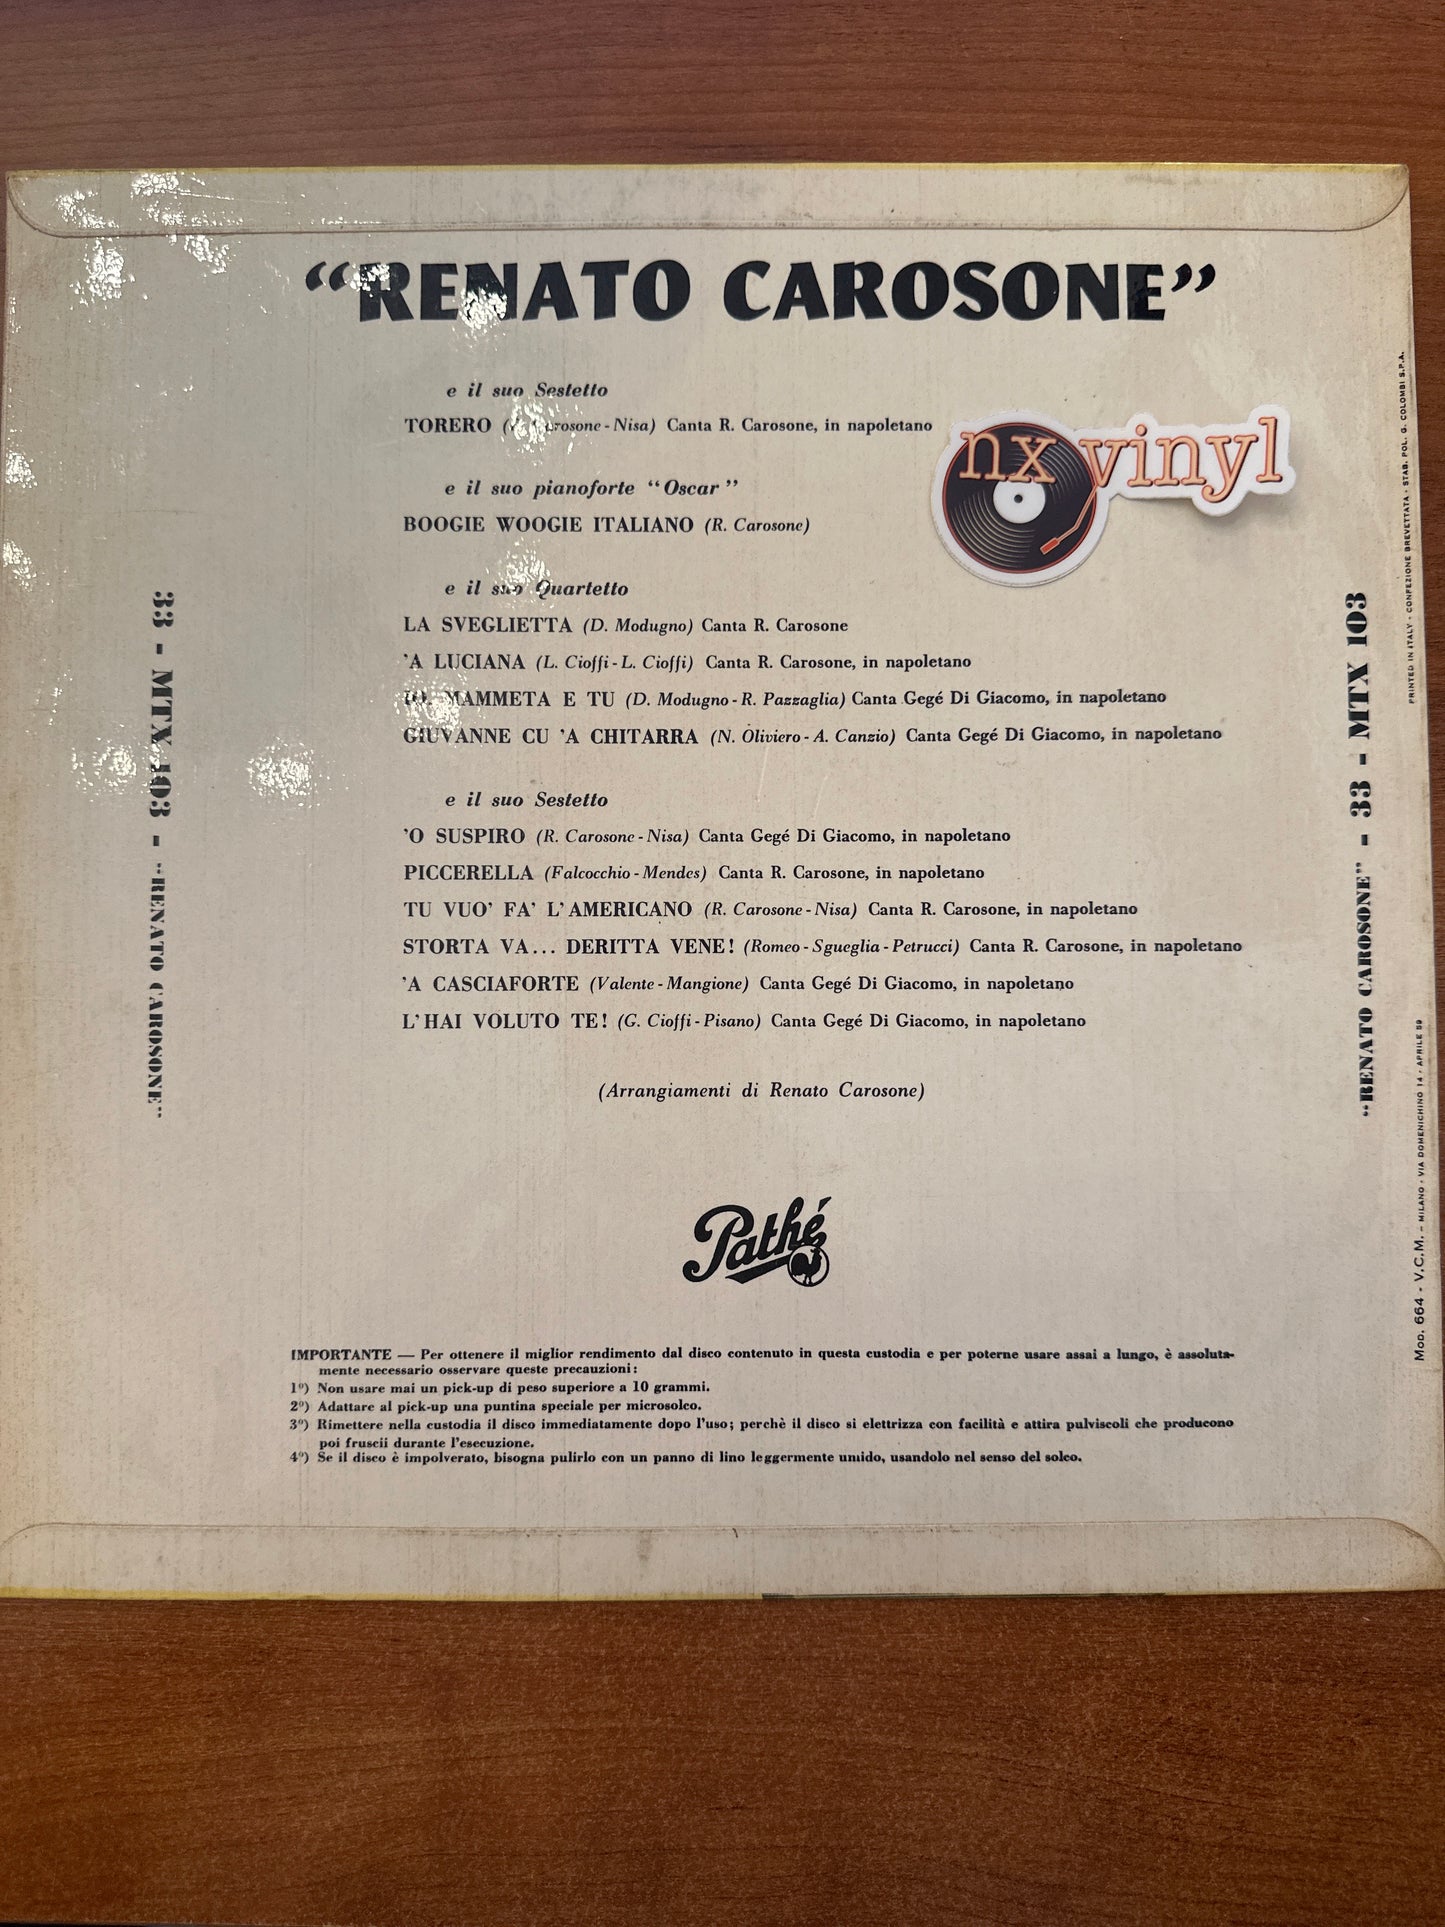 “RENATO CAROSONE”
e il suo Sestetto
TORERO Carosone - Nisa) Canta R. Carosone, in napoletano
nx vinyl
e il suo pianoforte “Oscar”
BOOGIE WOOGIE ITALIANO (R. Carosone)
e il suo Quartetto
LA SVEGLIETTA (D. Modugno) Canta R. Carosone
’A LUCIANA (L. Cioffi - L. Cioffi) Canta R. Carosone, in napoletano
IO, MAMMETA E TU (D. Modugno - R. Pazzaglia) Canta Gegé Di Giacomo, in napoletano
GIUVANNE CU ’A CHITARRA (N. Oliviero - A. Canzio) Canta Gegé Di Giacomo, in napoletano
e il suo Sestetto
’O SUSPIRO (R. Carosone - Nisa) Canta Gegé Di Giacomo, in napoletano
PICCERELLA (Falcocchio - Mendes) Canta R. Carosone, in napoletano
TU VUO’ FA’ L’AMERICANO (R. Carosone - Nisa) Canta R. Carosone, in napoletano
STORTA VA... DERITTA VENE! (Romeo - Sgueglia - Petrucci) Canta R. Carosone, in napoletano
’A CASCIAFORTE (Valente - Mangione) Canta Gegé Di Giacomo, in napoletano
L’HAI VOLUTO TE! (G. Cioffi - Pisano) Canta Gegé Di Giacomo, in napoletano
(Arrangiamenti di Renato Carosone)
Pathé
IMPORTANTE — Per ottenere il miglior rendimento dal disco contenuto in questa custodia e per poterne usare assai a lungo, è assoluta-
mente necessario osservare queste precauzioni:
1º) Non usare mai un pick-up di peso superiore a 10 grammi.
2º) Adattare al pick-up una puntina speciale per microsolco.
3º) Rimettere nella custodia il disco immediatamente dopo l’uso; perchè il disco si elettrizza con facilità e attira pulviscoli che producono
poi fruscii durante l’esecuzione.
4º) Se il disco è impolverato, bisogna pulirlo con un panno di lino leggermente umido, usandolo nel senso del solco.
33 - MTX 103 - “RENATO CAROSONE”
“RENATO CAROSONE” - 33 - MTX 103
PRINTED IN ITALY - CONFEZIONE BREVETTATA - STAB. POL. G. COLOMBI S.P.A.
MOD. 664 - V.C.M. - MILANO - VIA DOMENICHINO 14 - APRILE 59